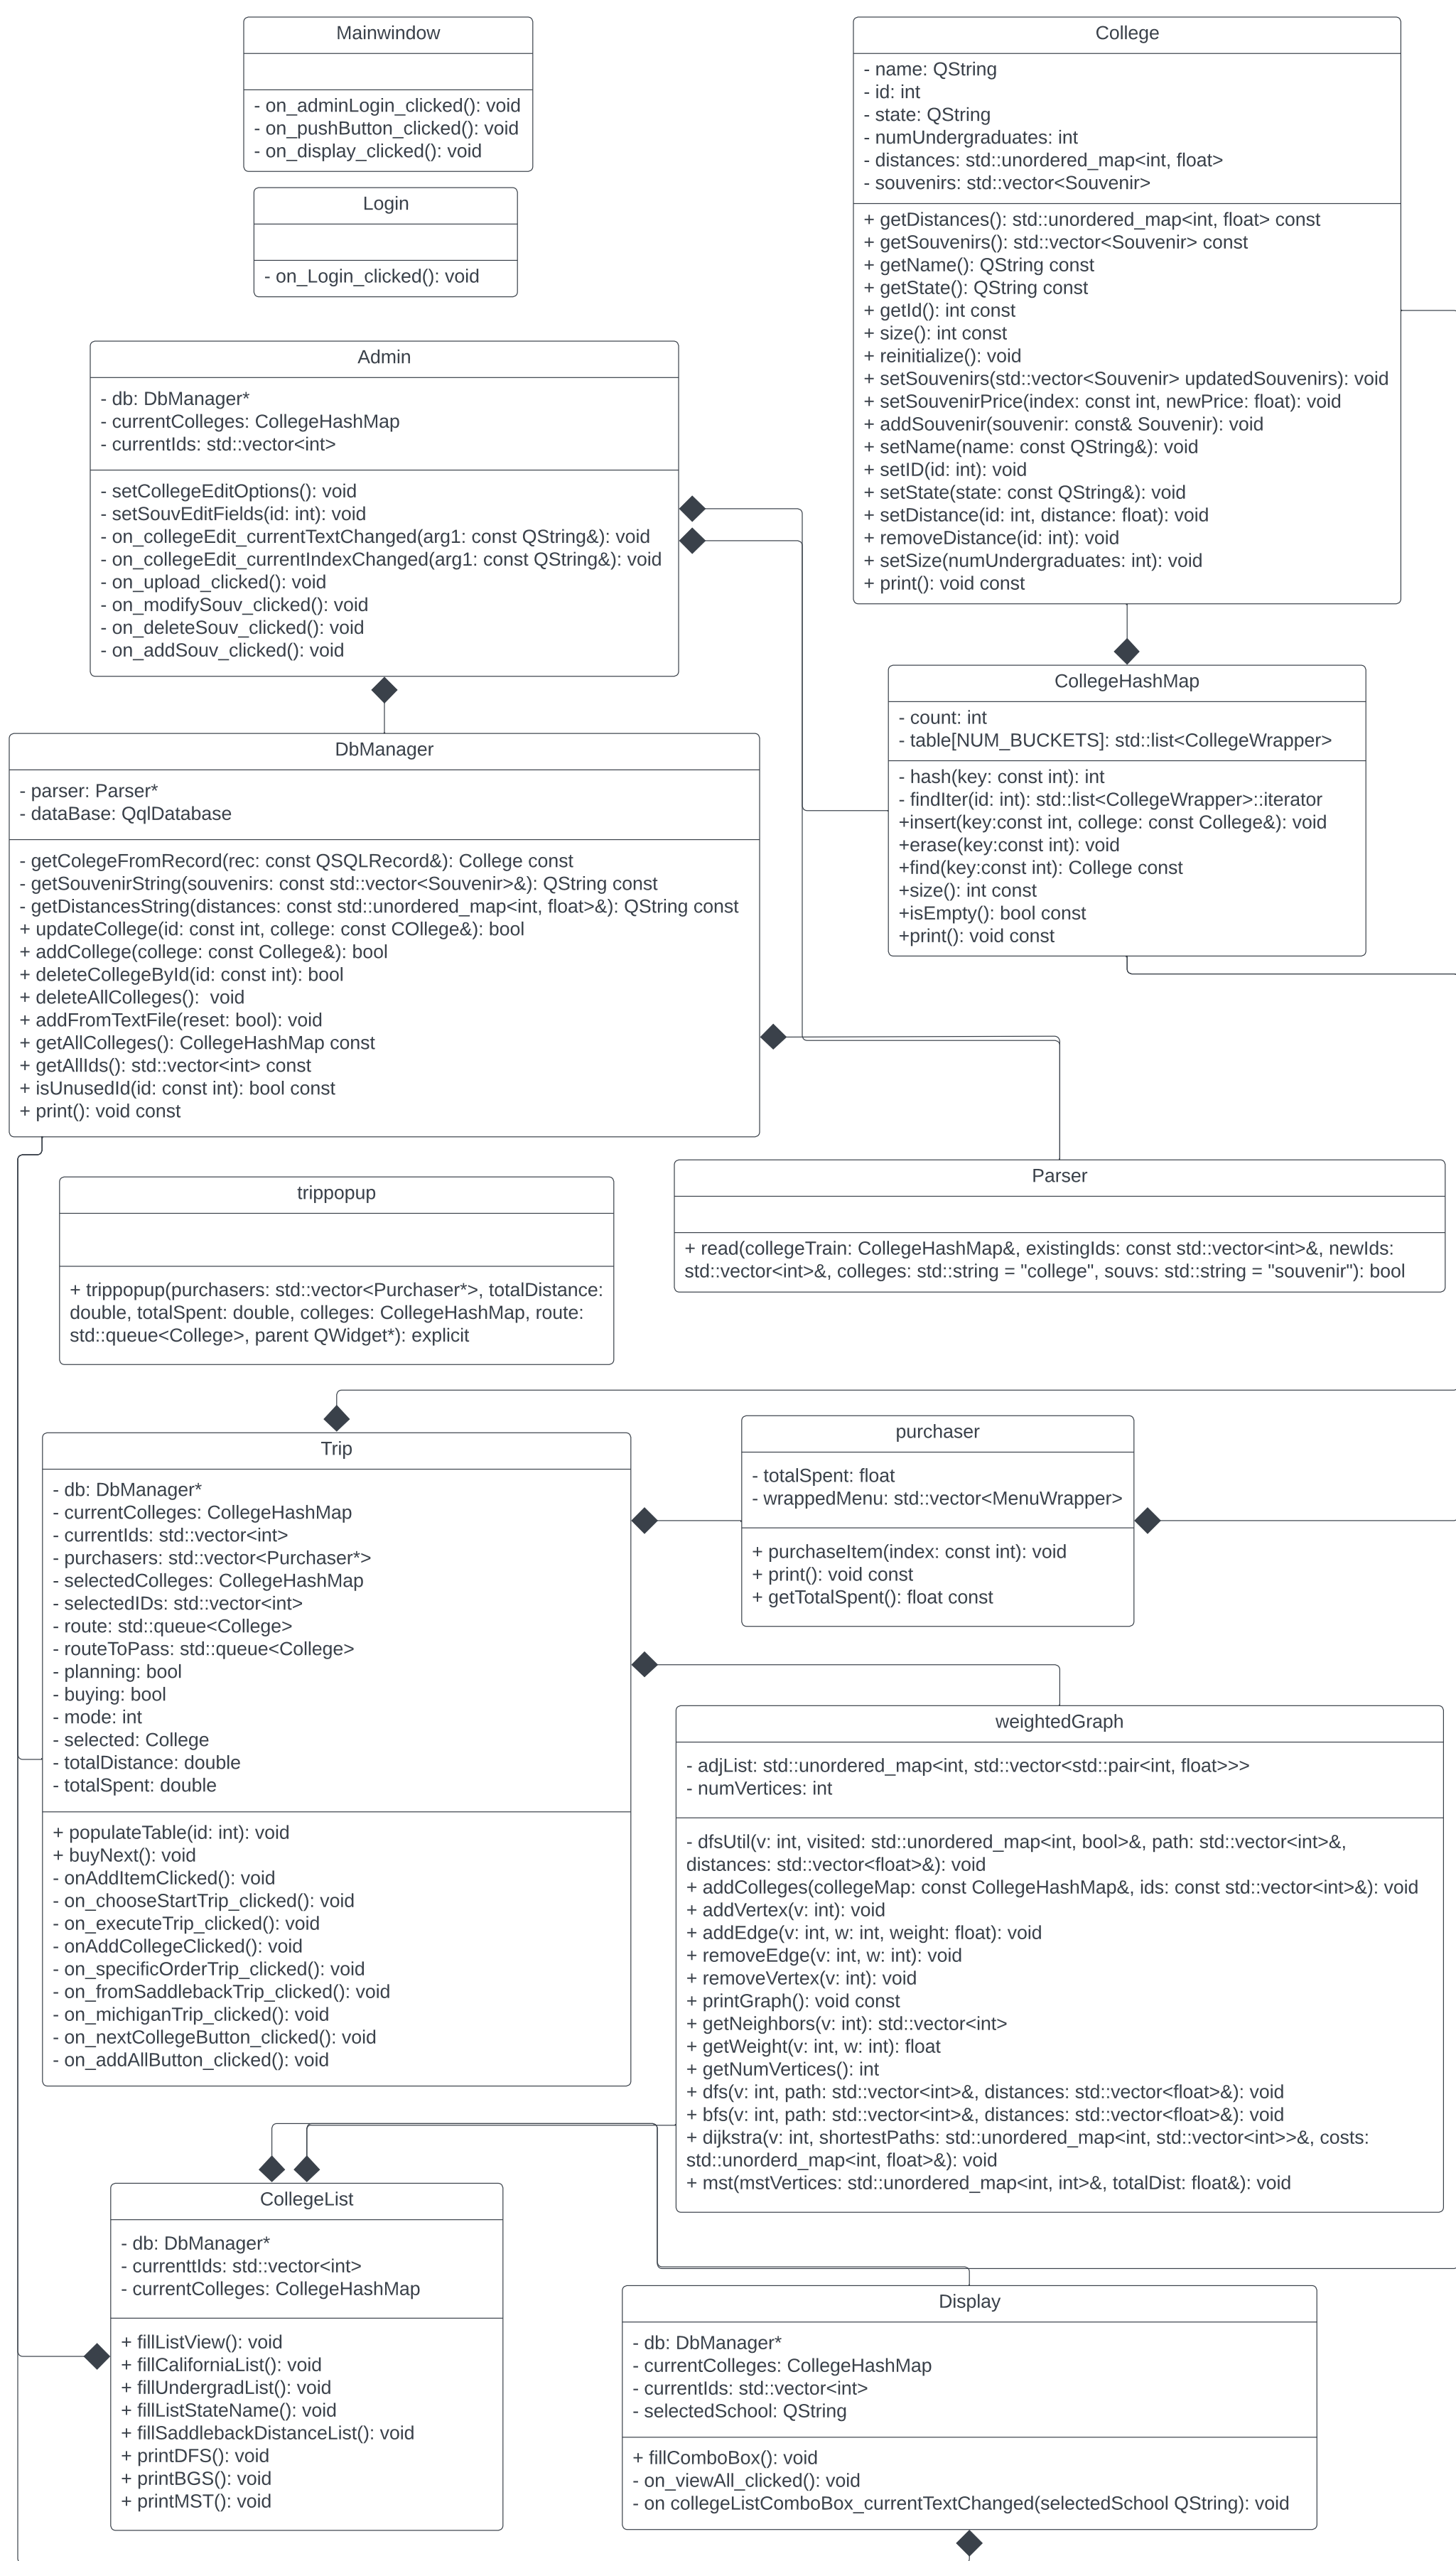 Mainwindow
- on_adminLogin_clicked(): void
- on_pushButton_clicked(): void
- on_display_clicked(): void
Login
- on_Login_clicked(): void
College
- name: QString
- id: int
- state: QString
- numUndergraduates: int
- distances: std::unordered_map<int, float>
- souvenirs: std::vector<Souvenir>
+ getDistances(): std::unordered_map<int, float> const
+ getSouvenirs(): std::vector<Souvenir> const
+ getName(): QString const
+ getState(): QString const
+ getId(): int const
+ size(): int const
+ reinitialize(): void
+ setSouvenirs(std::vector<Souvenir> updatedSouvenirs): void
+ setSouvenirPrice(index: const int, newPrice: float): void
+ addSouvenir(souvenir: const& Souvenir): void
+ setName(name: const QString&): void
+ setID(id: int): void
+ setState(state: const QString&): void
+ setDistance(id: int, distance: float): void
+ removeDistance(id: int): void
+ setSize(numUndergraduates: int): void
+ print(): void const
Admin
- db: DbManager*
- currentColleges: CollegeHashMap
- currentIds: std::vector<int>
- setCollegeEditOptions(): void
- setSouvEditFields(id: int): void
- on_collegeEdit_currentTextChanged(arg1: const QString&): void
- on_collegeEdit_currentIndexChanged(arg1: const QString&): void
- on_upload_clicked(): void
- on_modifySouv_clicked(): void
- on_deleteSouv_clicked(): void
- on_addSouv_clicked(): void
CollegeHashMap
- count: int
- table[NUM_BUCKETS]: std::list<CollegeWrapper>
- hash(key: const int): int
- findIter(id: int): std::list<CollegeWrapper>::iterator
+insert(key:const int, college: const College&): void
+erase(key:const int): void
+find(key:const int): College const
+size(): int const
+isEmpty(): bool const
+print(): void const
DbManager
- parser: Parser*
- dataBase: QqlDatabase
- getColegeFromRecord(rec: const QSQLRecord&): College const
- getSouvenirString(souvenirs: const std::vector<Souvenir>&): QString const
- getDistancesString(distances: const std::unordered_map<int, float>&): QString const
+ updateCollege(id: const int, college: const COllege&): bool
+ addCollege(college: const College&): bool
+ deleteCollegeById(id: const int): bool
+ deleteAllColleges():  void
+ addFromTextFile(reset: bool): void
+ getAllColleges(): CollegeHashMap const
+ getAllIds(): std::vector<int> const
+ isUnusedId(id: const int): bool const
+ print(): void const
Parser
+ read(collegeTrain: CollegeHashMap&, existingIds: const std::vector<int>&, newIds:
std::vector<int>&, colleges: std::string = "college", souvs: std::string = "souvenir"): bool
trippopup
+ trippopup(purchasers: std::vector<Purchaser*>, totalDistance:
double, totalSpent: double, colleges: CollegeHashMap, route:
std::queue<College>, parent QWidget*): explicit
Trip
- db: DbManager*
- currentColleges: CollegeHashMap
- currentIds: std::vector<int>
- purchasers: std::vector<Purchaser*>
- selectedColleges: CollegeHashMap
- selectedIDs: std::vector<int>
- route: std::queue<College>
- routeToPass: std::queue<College>
- planning: bool
- buying: bool
- mode: int
- selected: College
- totalDistance: double
- totalSpent: double
+ populateTable(id: int): void
+ buyNext(): void
- onAddItemClicked(): void
- on_chooseStartTrip_clicked(): void
- on_executeTrip_clicked(): void
- onAddCollegeClicked(): void
- on_specificOrderTrip_clicked(): void
- on_fromSaddlebackTrip_clicked(): void
- on_michiganTrip_clicked(): void
- on_nextCollegeButton_clicked(): void
- on_addAllButton_clicked(): void
purchaser
- totalSpent: float
- wrappedMenu: std::vector<MenuWrapper>
+ purchaseItem(index: const int): void
+ print(): void const
+ getTotalSpent(): float const
weightedGraph
- adjList: std::unordered_map<int, std::vector<std::pair<int, float>>>
- numVertices: int
- dfsUtil(v: int, visited: std::unordered_map<int, bool>&, path: std::vector<int>&,
distances: std::vector<float>&): void
+ addColleges(collegeMap: const CollegeHashMap&, ids: const std::vector<int>&): void
+ addVertex(v: int): void
+ addEdge(v: int, w: int, weight: float): void
+ removeEdge(v: int, w: int): void
+ removeVertex(v: int): void
+ printGraph(): void const
+ getNeighbors(v: int): std::vector<int>
+ getWeight(v: int, w: int): float
+ getNumVertices(): int
+ dfs(v: int, path: std::vector<int>&, distances: std::vector<float>&): void
+ bfs(v: int, path: std::vector<int>&, distances: std::vector<float>&): void
+ dijkstra(v: int, shortestPaths: std::unordered_map<int, std::vector<int>>&, costs:
std::unorderd_map<int, float>&): void
+ mst(mstVertices: std::unordered_map<int, int>&, totalDist: float&): void
CollegeList
- db: DbManager*
- currenttIds: std::vector<int>
- currentColleges: CollegeHashMap
+ fillListView(): void
+ fillCaliforniaList(): void
+ fillUndergradList(): void
+ fillListStateName(): void
+ fillSaddlebackDistanceList(): void
+ printDFS(): void
+ printBGS(): void
+ printMST(): void
Display
- db: DbManager*
- currentColleges: CollegeHashMap
- currentIds: std::vector<int>
- selectedSchool: QString
+ fillComboBox(): void
- on_viewAll_clicked(): void
- on collegeListComboBox_currentTextChanged(selectedSchool QString): void